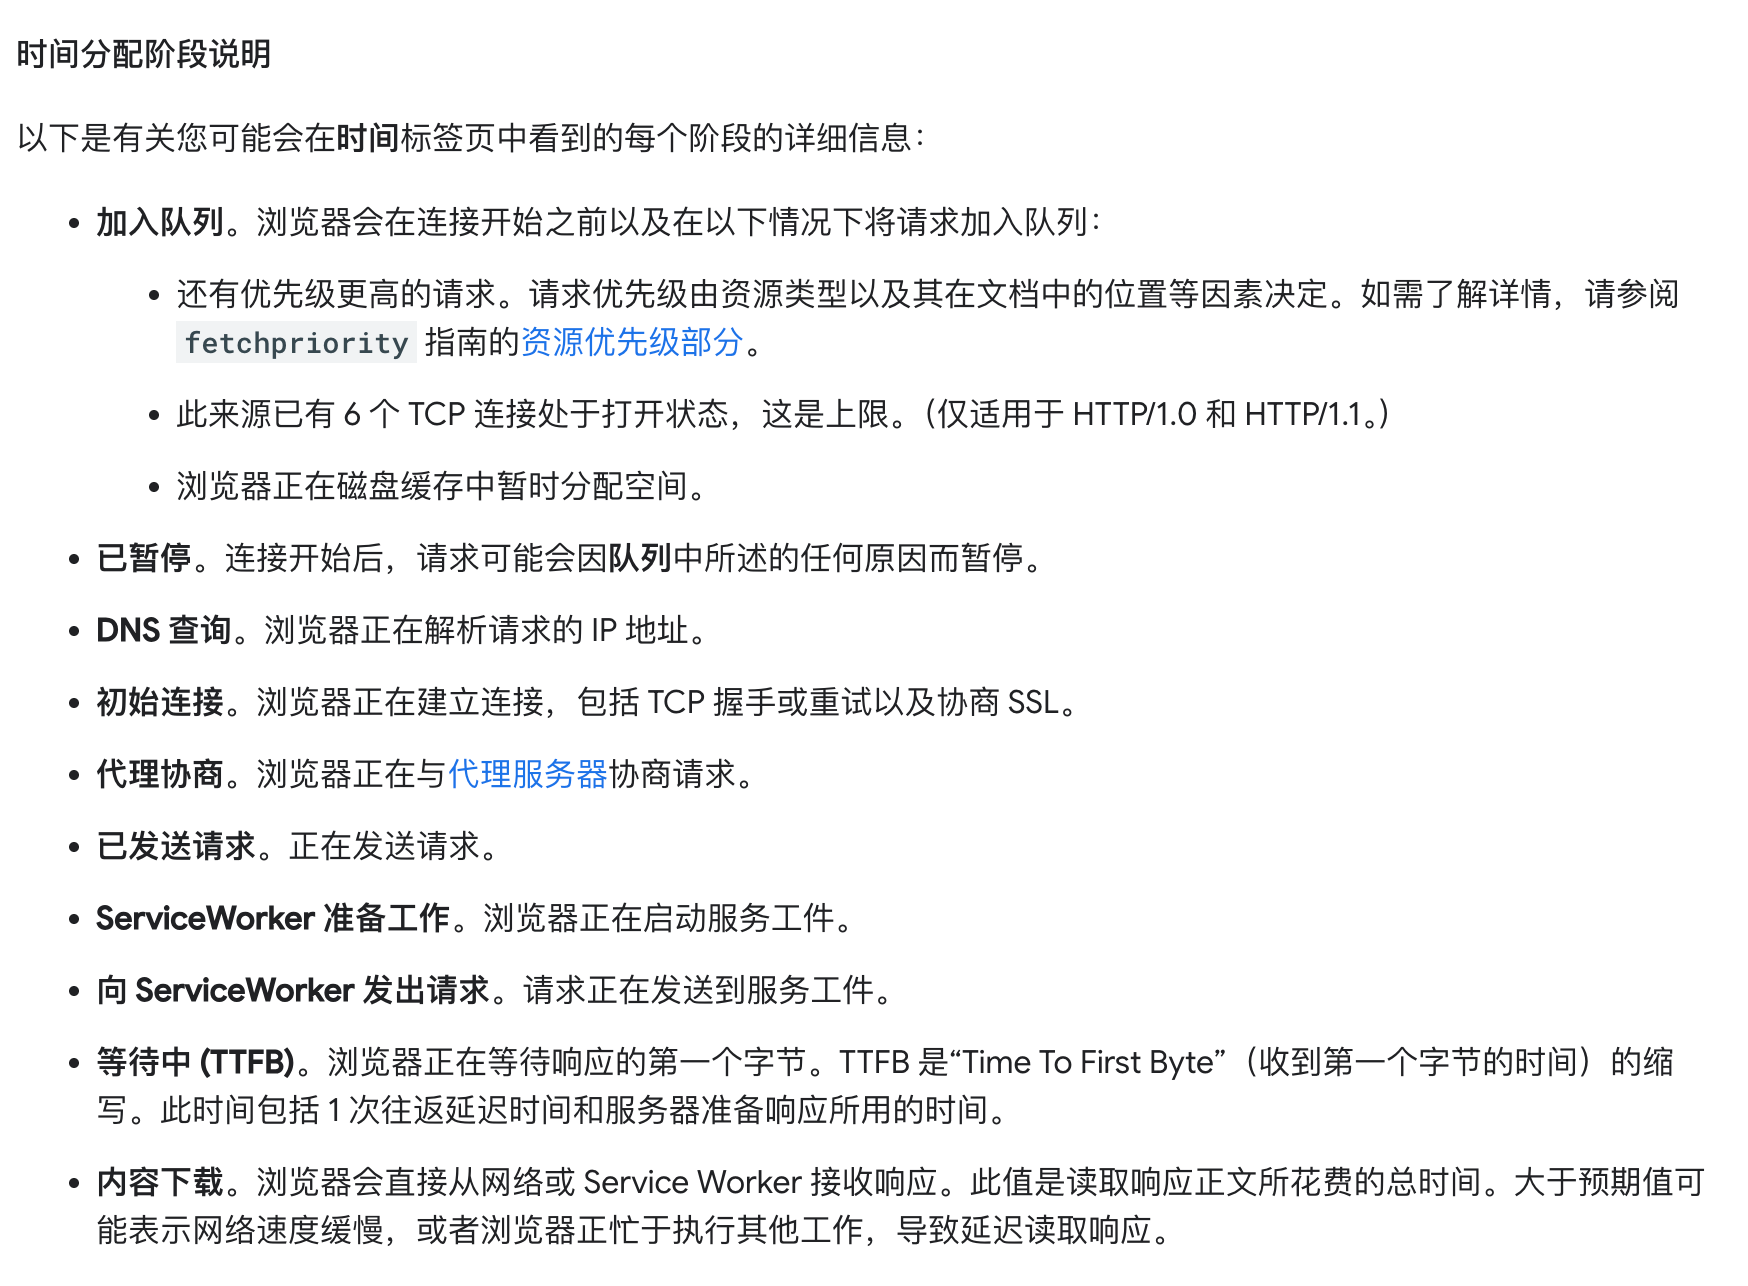 时间分配阶段说明
以下是有关您可能会在时间标签页中看到的每个阶段的详细信息：
• 加入队列。浏览器会在连接开始之前以及在以下情况下将请求加入队列：
• 还有优先级更高的请求。请求优先级由资源类型以及其在文档中的位置等因素决定。如需了解详情，请参阅
fetchpriority 指南的资源优先级部分。
• 此来源已有 6 个 TCP 连接处于打开状态，这是上限。（仅适用于 HTTP/1.0 和 HTTP/1.1。）
• 浏览器正在磁盘缓存中暂时分配空间。
• 已暂停。连接开始后，请求可能会因队列中所述的任何原因而暂停。
• DNS 查询。浏览器正在解析请求的 IP 地址。
• 初始连接。浏览器正在建立连接，包括 TCP 握手或重试以及协商 SSL。
• 代理协商。浏览器正在与代理服务器协商请求。
• 已发送请求。正在发送请求。
• ServiceWorker 准备工作。浏览器正在启动服务工件。
• 向 ServiceWorker 发出请求。请求正在发送到服务工件。
• 等待中 (TTFB)。浏览器正在等待响应的第一个字节。TTFB 是“Time To First Byte”（收到第一个字节的时间）的缩
写。此时间包括 1 次往返延迟时间和服务器准备响应所用的时间。
• 内容下载。浏览器会直接从网络或 Service Worker 接收响应。此值是读取响应正文所花费的总时间。大于预期值可
能表示网络速度缓慢，或者浏览器正忙于执行其他工作，导致延迟读取响应。